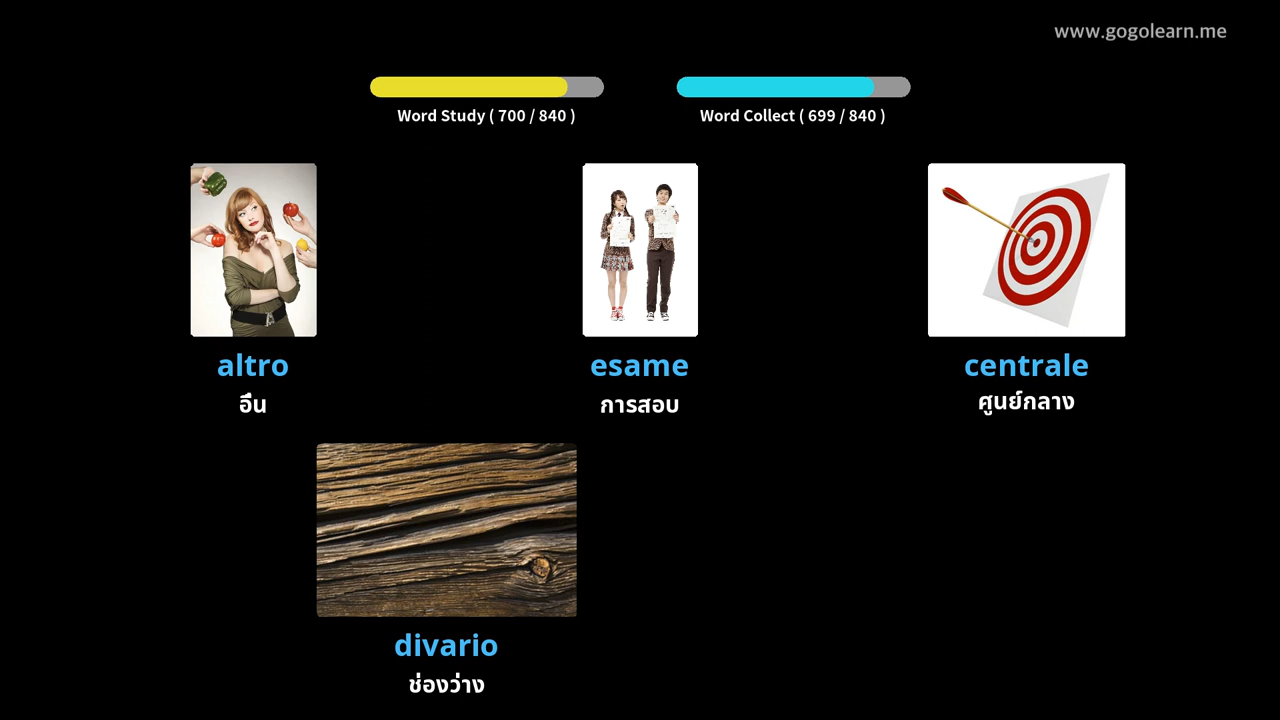 www.gogolearn.me
Word Study ( 700 / 840 )
Word Collect ( 699 / 840 )
altro
อื่น
esame
การสอบ
centrale
ศูนย์กลาง
divario
ช่องว่าง